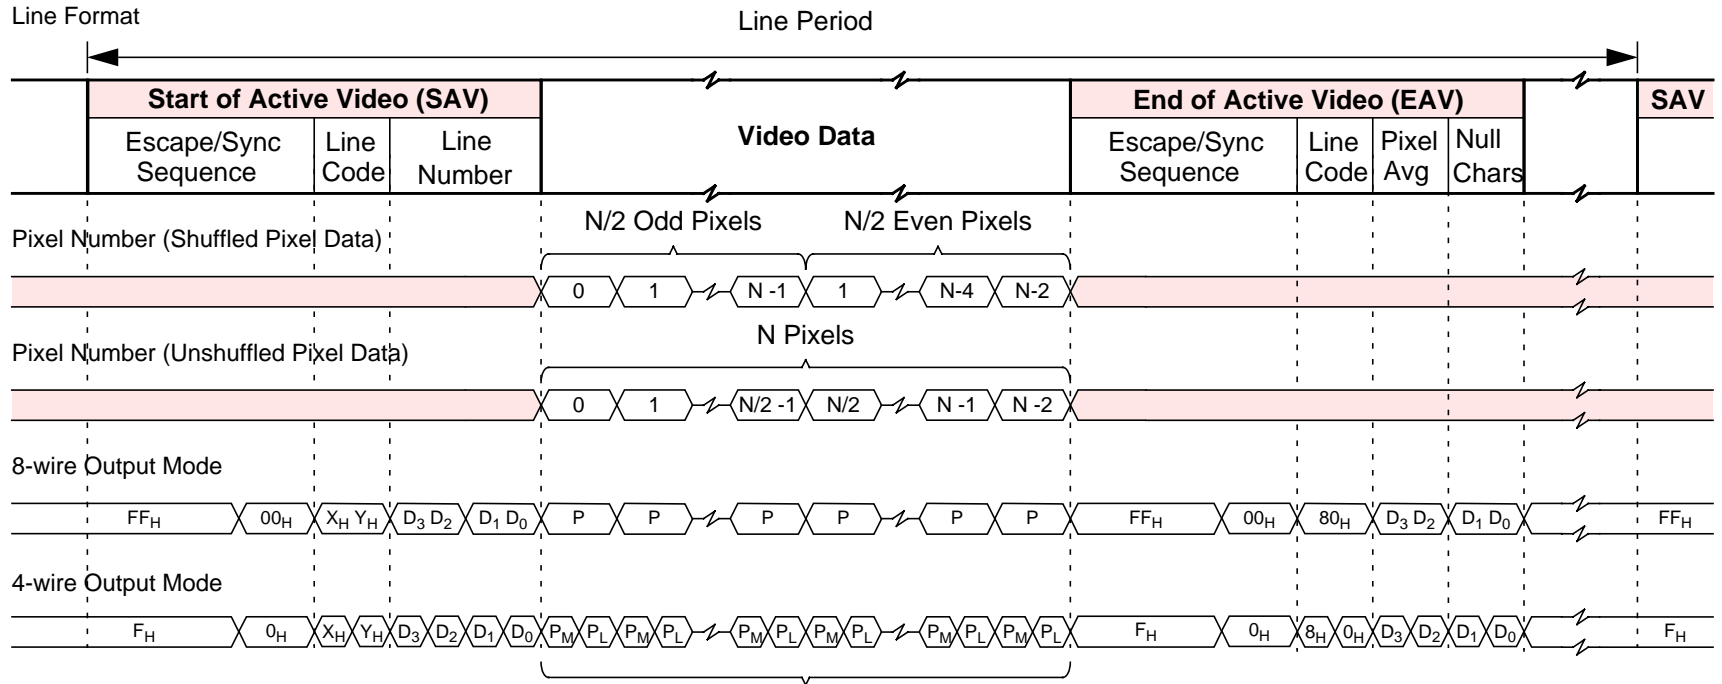 Line Format
Line Period
Start of Active Video (SAV)
End of Active Video (EAV)
SAV
Escape/Sync Sequence
Line Code
Line Number
Video Data
Escape/Sync Sequence
Line Code
Pixel Avg
Null Chars
N/2 Odd Pixels
N/2 Even Pixels
Pixel Number (Shuffled Pixel Data)
0 1 N -1 1 N-4 N-2
N Pixels
Pixel Number (Unshuffled Pixel Data)
0 1 N/2 -1 N/2 N -1 N -2
8-wire Output Mode
FFH 00H XH YH D3 D2 D1 D0 P P P P P P FFH 00H 80H D3 D2 D1 D0 FFH
4-wire Output Mode
FH 0H XH YH D3 D2 D1 D0 PM PL PM PL PM PL PM PL PM PL PM PL FH 0H 8H 0H D3 D2 D1 D0 FH